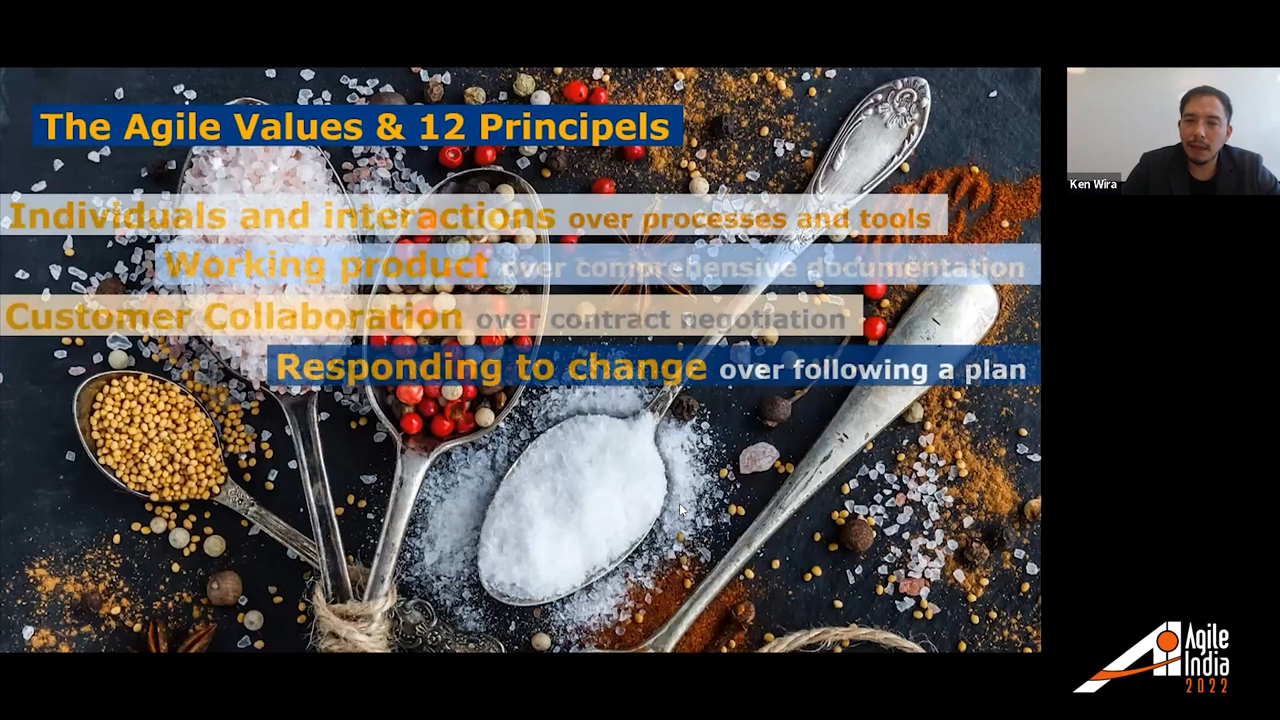 The Agile Values & 12 Principels
Individuals and interactions over processes and tools
Working product over comprehensive documentation
Customer Collaboration over contract negotiation
Responding to change over following a plan
Ken Wira
Agile
India
2022